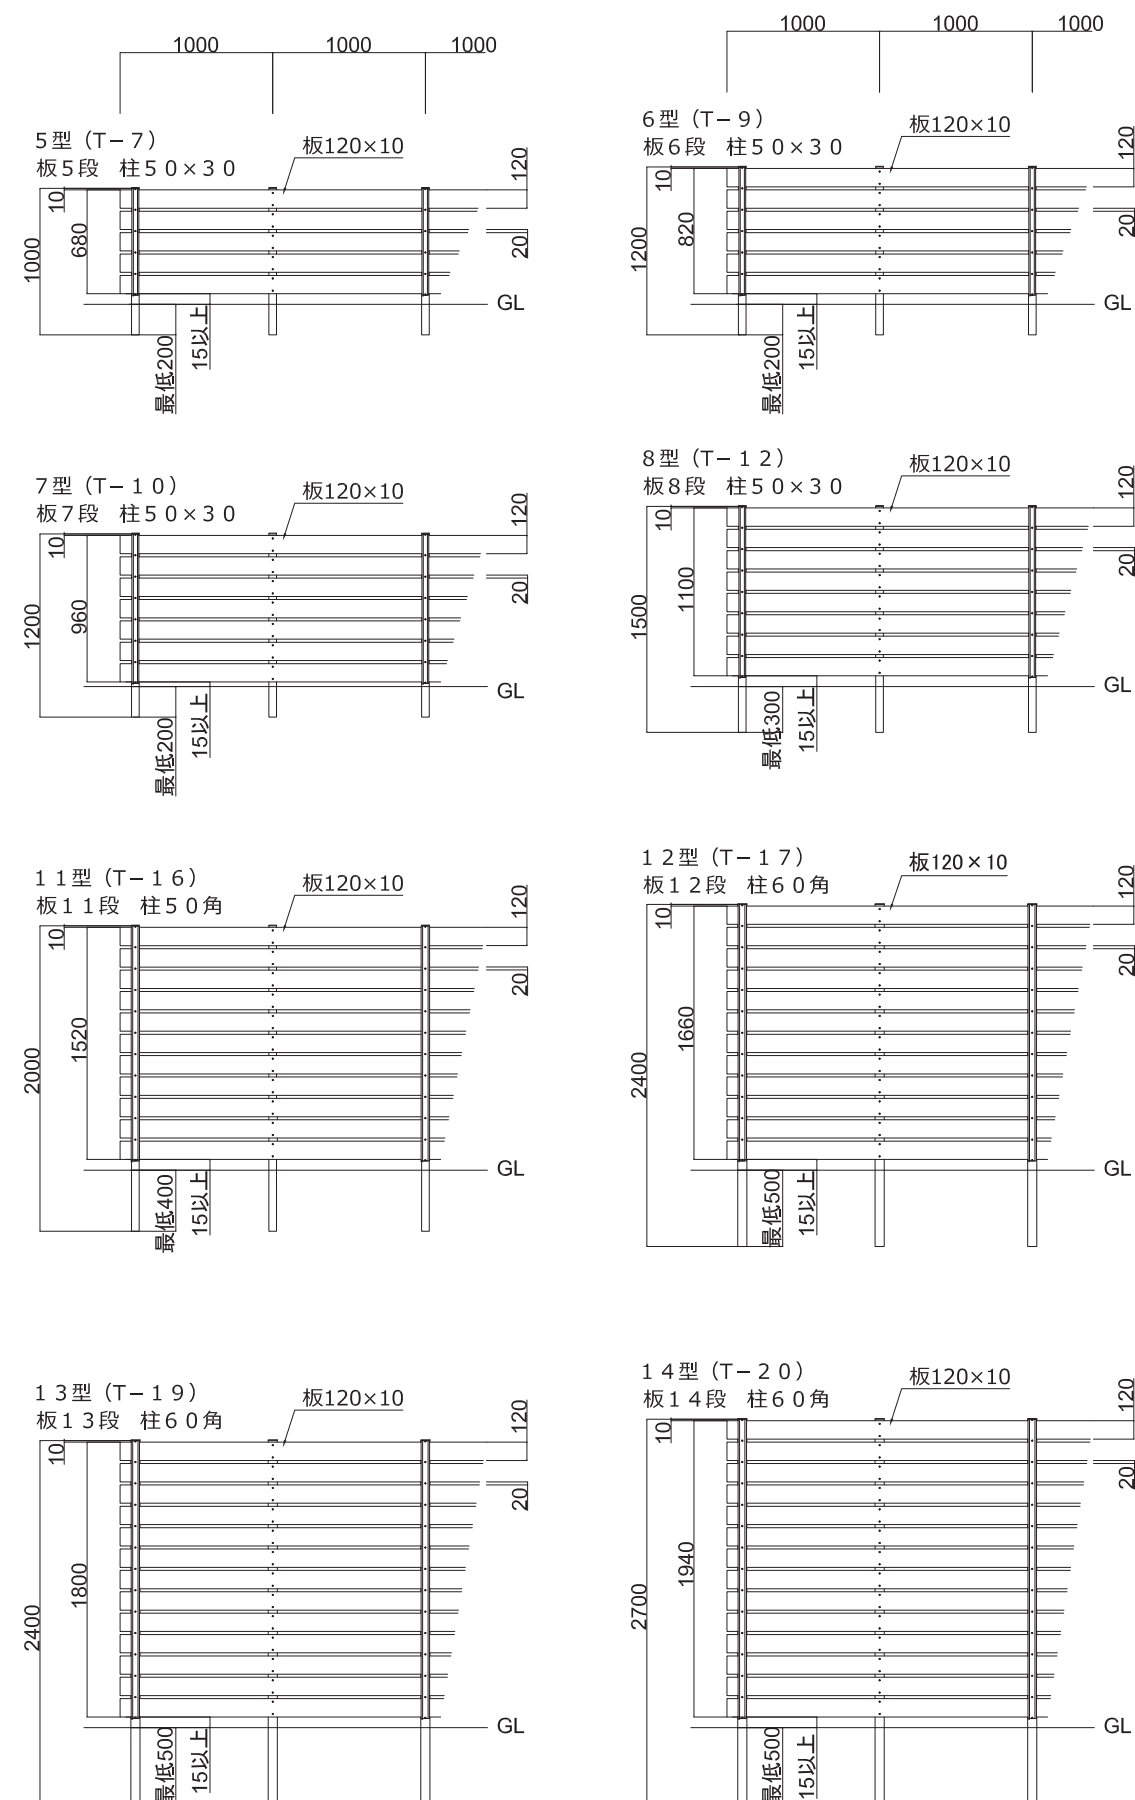 1000
1000
1000
5型（T－7）
板5段　柱５０×３０
板120×10
120
10
680
1000
20
GL
15以上
最低200
1000
1000
1000
6型（T－9）
板6段　柱５０×３０
板120×10
120
10
820
1200
20
GL
15以上
最低200
7型（T－１０）
板7段　柱５０×３０
板120×10
120
10
960
1200
20
GL
15以上
最低200
8型（T－１２）
板8段　柱５０×３０
板120×10
120
10
1100
1500
20
GL
15以上
最低300
１１型（T－１６）
板１１段　柱５０角
板120×10
120
10
1520
2000
20
GL
15以上
最低400
１２型（T－１７）
板１２段　柱６０角
板120×10
120
10
1660
2400
20
GL
15以上
最低500
１３型（T－１９）
板１３段　柱６０角
板120×10
120
10
1800
2400
20
GL
15以上
最低500
１４型（T－２０）
板１４段　柱６０角
板120×10
120
10
1940
2700
20
GL
15以上
最低500